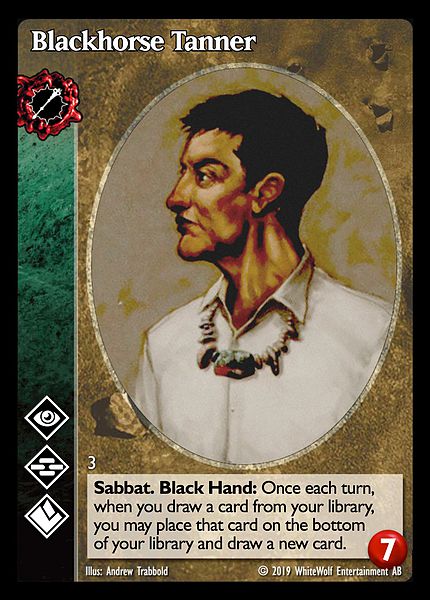 Blackhorse Tanner
3
Sabbat. Black Hand: Once each turn,
when you draw a card from your library,
you may place that card on the bottom
of your library and draw a new card.
7
Illus: Andrew Trabbold © 2019 WhiteWolf Entertainment AB